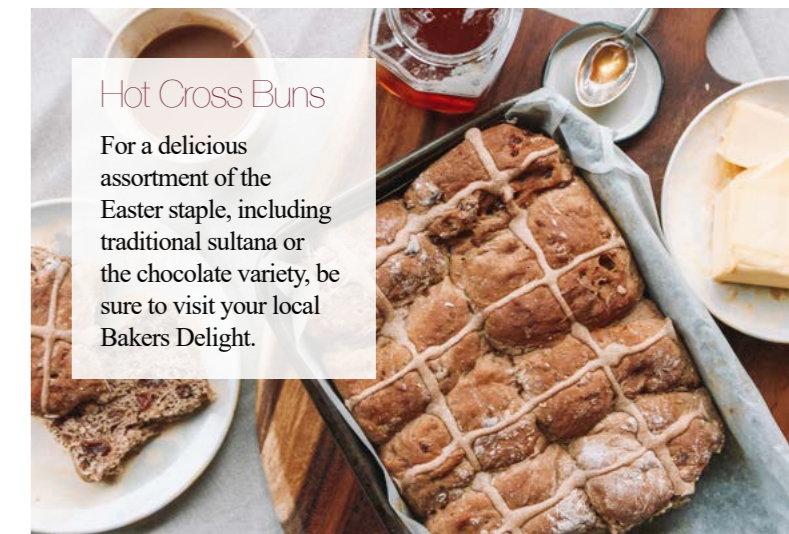 Hot Cross Buns
For a delicious
assortment of the
Easter staple, including
traditional sultana or
the chocolate variety, be
sure to visit your local
Bakers Delight.